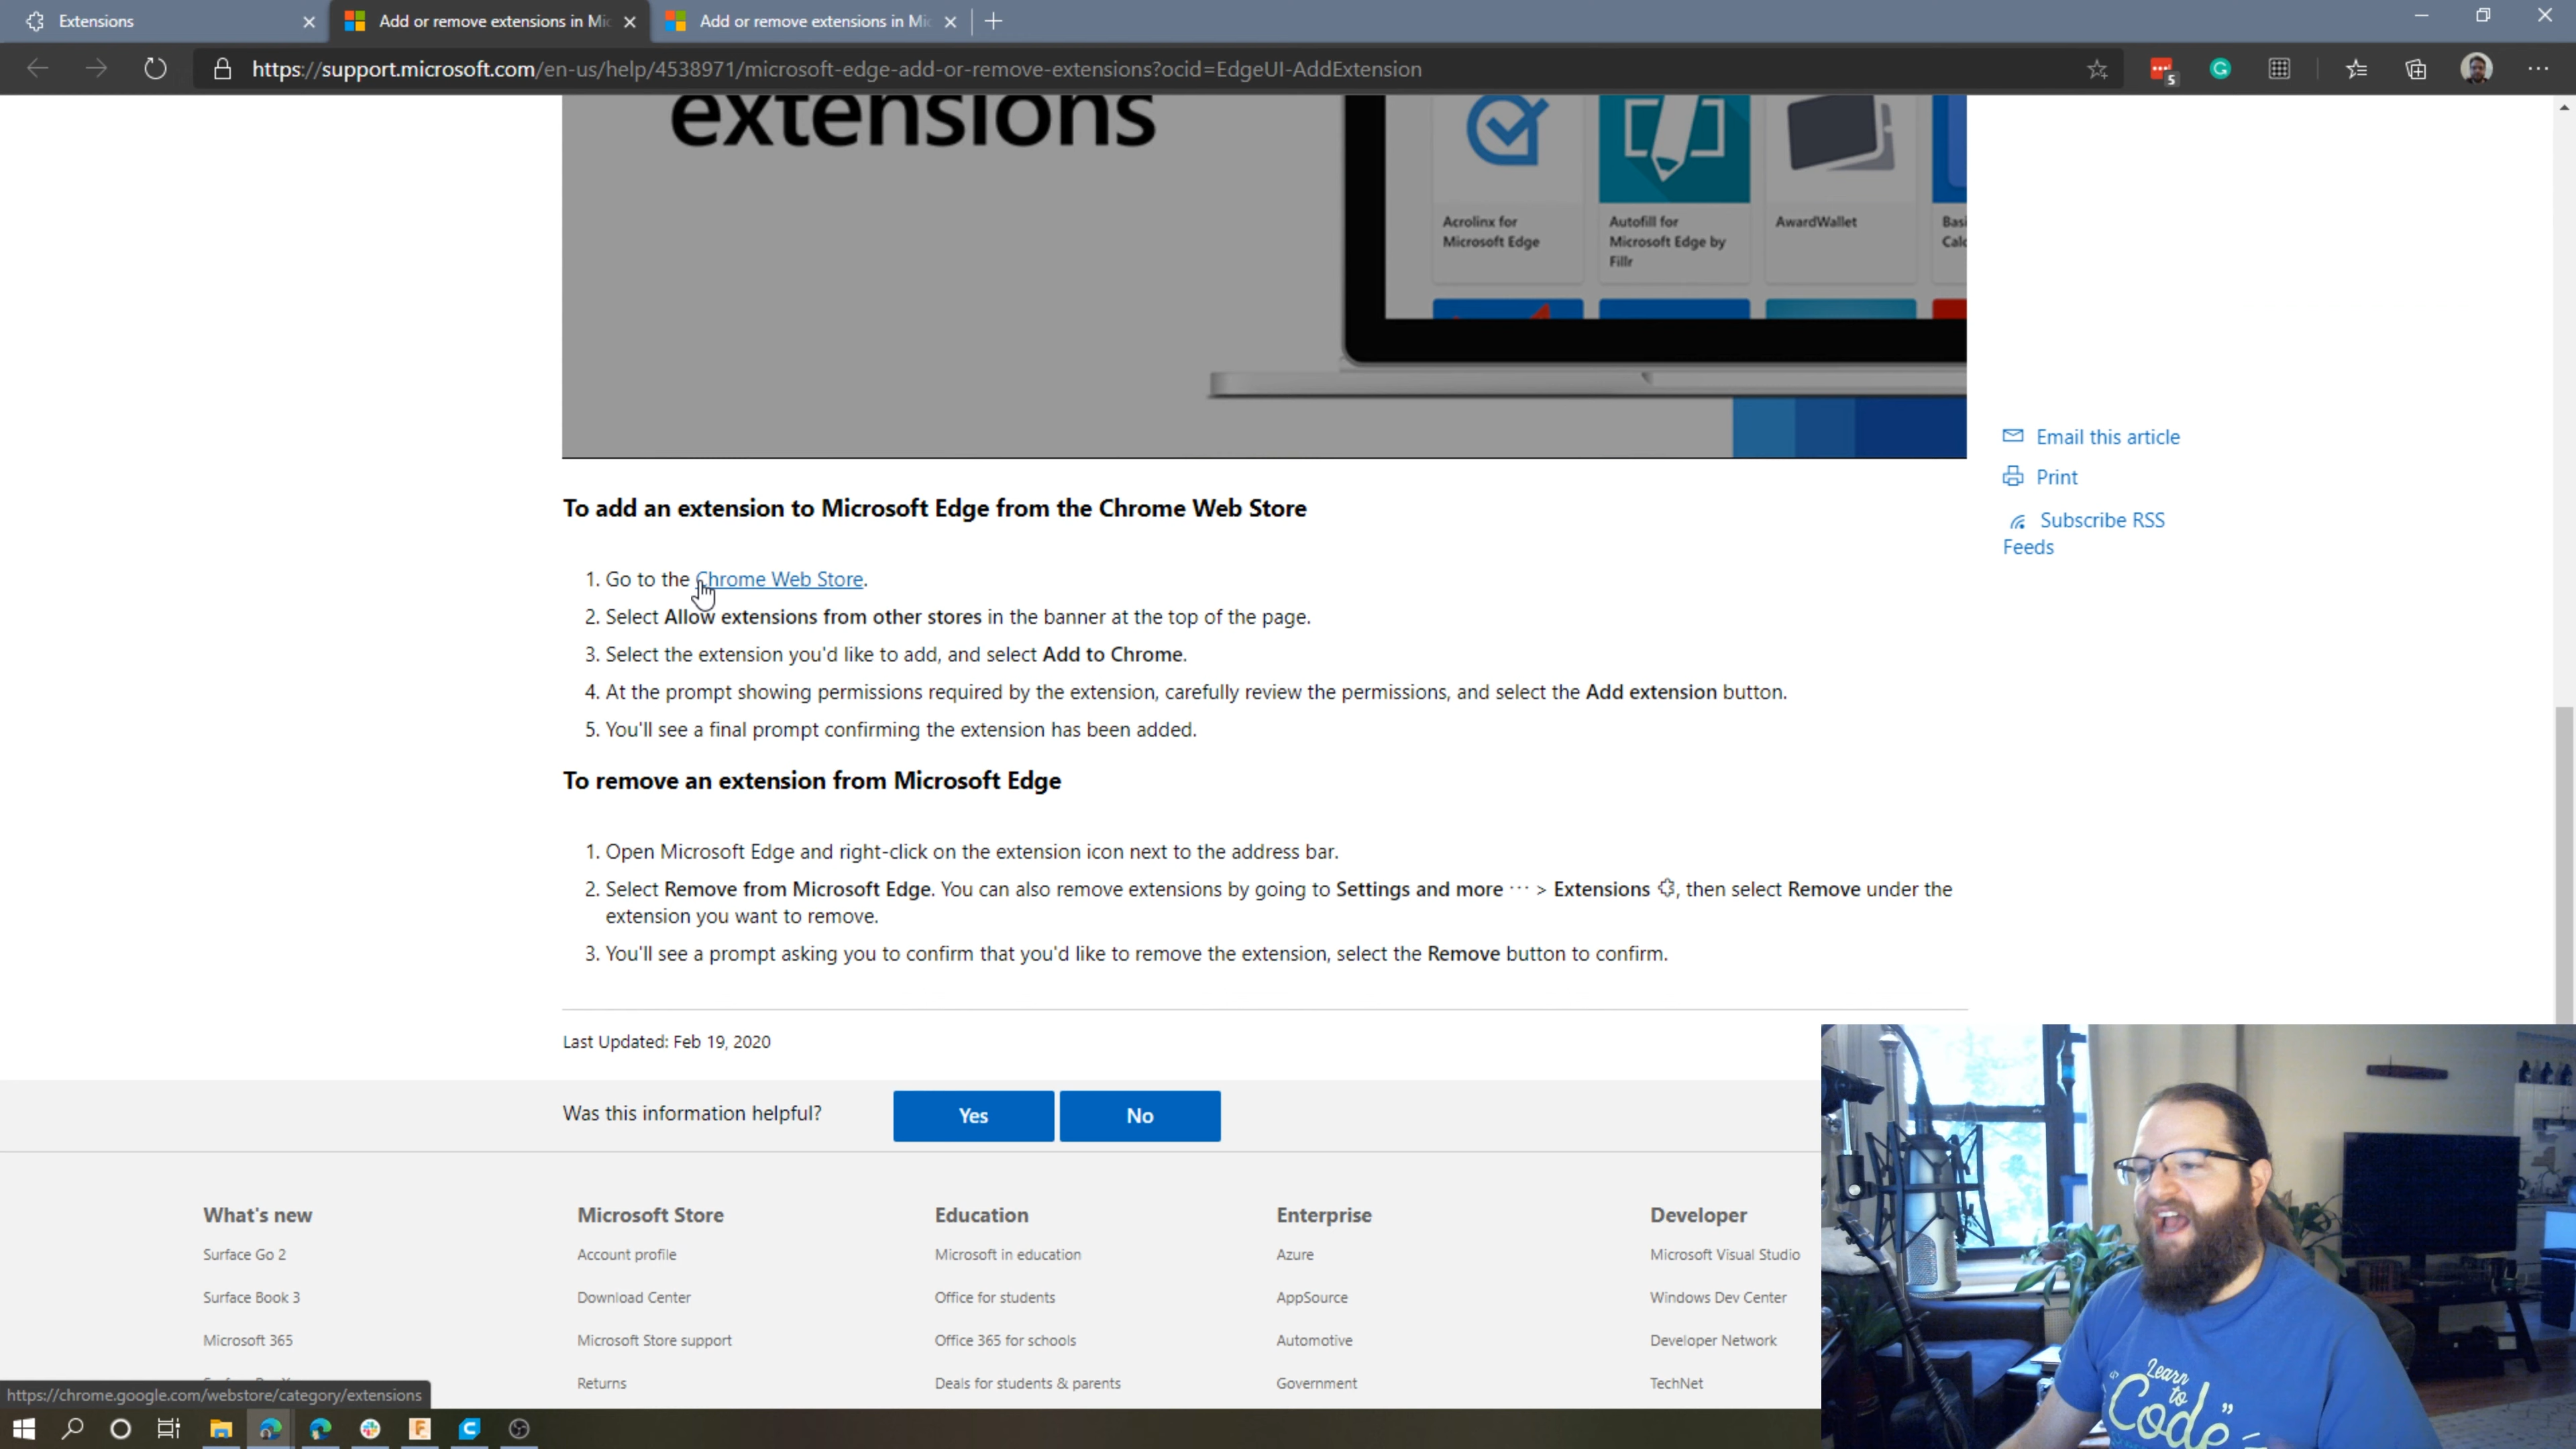 Extensions
Add or remove extensions in Mic
Add or remove extensions in Mic
https://support.microsoft.com/en-us/help/4538971/microsoft-edge-add-or-remove-extensions?ocid=EdgeUI-AddExtension
5
extensions
Acrolinx for
Microsoft Edge
Autofill for
Microsoft Edge by
Fillr
AwardWallet
Basi
Calc
Email this article
Print
Subscribe RSS
Feeds
To add an extension to Microsoft Edge from the Chrome Web Store
1. Go to the Chrome Web Store.
2. Select Allow extensions from other stores in the banner at the top of the page.
3. Select the extension you'd like to add, and select Add to Chrome.
4. At the prompt showing permissions required by the extension, carefully review the permissions, and select the Add extension button.
5. You'll see a final prompt confirming the extension has been added.
To remove an extension from Microsoft Edge
1. Open Microsoft Edge and right-click on the extension icon next to the address bar.
2. Select Remove from Microsoft Edge. You can also remove extensions by going to Settings and more ··· > Extensions , then select Remove under the
extension you want to remove.
3. You'll see a prompt asking you to confirm that you'd like to remove the extension, select the Remove button to confirm.
Last Updated: Feb 19, 2020
Was this information helpful?
Yes
No
What's new
Surface Go 2
Surface Book 3
Microsoft 365
Microsoft Store
Account profile
Download Center
Microsoft Store support
Returns
Education
Microsoft in education
Office for students
Office 365 for schools
Deals for students & parents
Enterprise
Azure
AppSource
Automotive
Government
Developer
Microsoft Visual Studio
Windows Dev Center
Developer Network
TechNet
https://chrome.google.com/webstore/category/extensions
"Learn
to
Code"